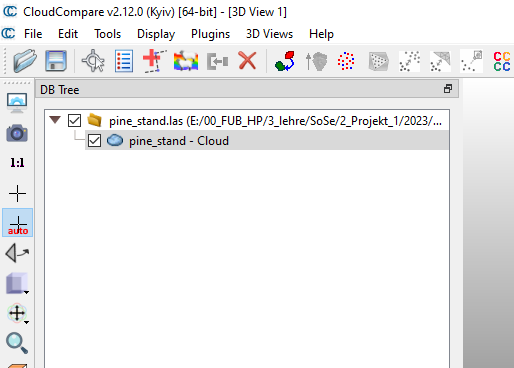 CloudCompare v2.12.0 (Kyiv) [64-bit] - [3D View 1]
File Edit Tools Display Plugins 3D Views Help
DB Tree
pine_stand.las (E:/00_FUB_HP/3_lehre/SoSe/2_Projekt_1/2023/...
pine_stand - Cloud
1:1
auto
CC
CC